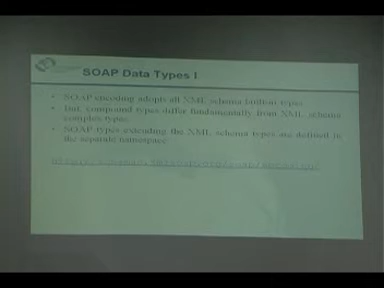 SOAP Data Types I
SOAP encoding adopts all XML schema built-in types
But, compound types differ fundamentally from XML schema
complex types
SOAP types extending the XML schema types are defined in
the separate namespace